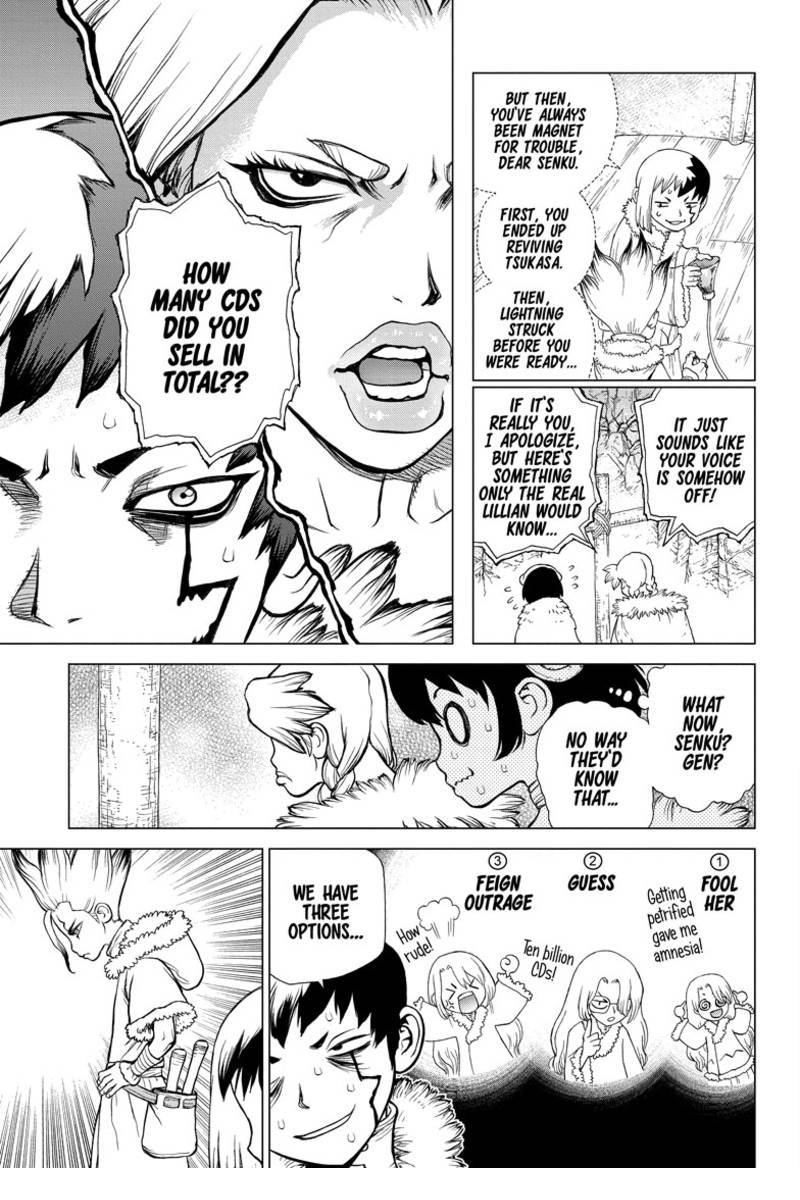 BUT THEN,
YOU'VE ALWAYS
BEEN MAGNET
FOR TROUBLE,
DEAR SENKU.
FIRST, YOU
ENDED UP
REVIVING
TSUKASA.
THEN,
LIGHTNING
STRUCK
BEFORE YOU
WERE READY...
IT JUST
SOUNDS LIKE
YOUR VOICE
IS SOMEHOW
OFF!
IF IT'S
REALLY YOU,
I APOLOGIZE,
BUT HERE'S
SOMETHING
ONLY THE REAL
LILLIAN WOULD
KNOW...
HOW
MANY CDS
DID YOU
SELL IN
TOTAL??
WHAT
NOW,
SENKU?
GEN?
NO WAY
THEY'D
KNOW
THAT...
① 
FOOL
HER
Getting
petrified
gave me
amnesia!
②
GUESS
Ten billion
CDs!
③
FEIGN
OUTRAGE
How
rude!
WE HAVE
THREE
OPTIONS...